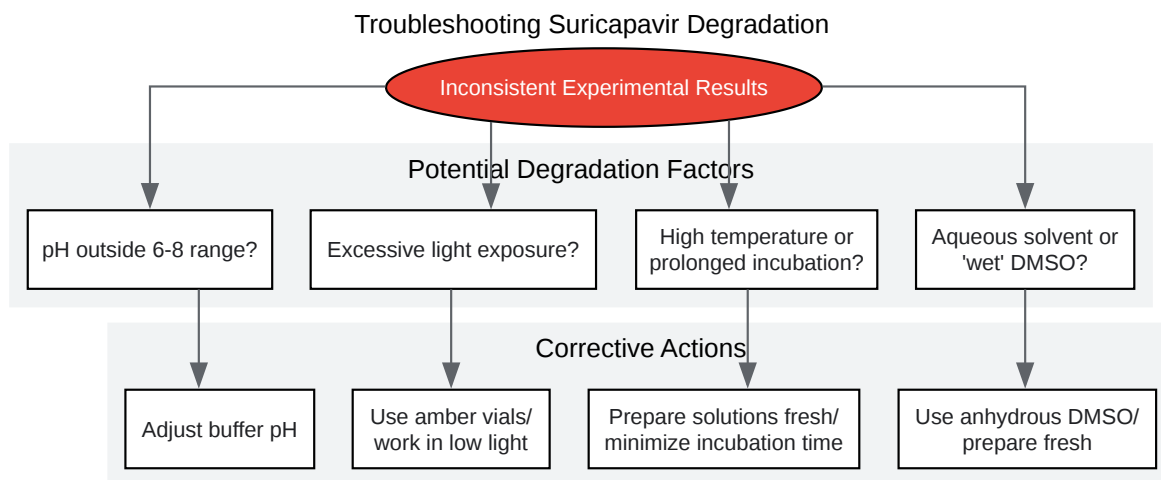 Troubleshooting Suricapavir Degradation
Inconsistent Experimental Results
Potential Degradation Factors
pH outside 6-8 range?
Excessive light exposure?
High temperature or
prolonged incubation?
Aqueous solvent or
'wet' DMSO?
Corrective Actions
Adjust buffer pH
Use amber vials/
work in low light
Prepare solutions fresh/
minimize incubation time
Use anhydrous DMSO/
prepare fresh